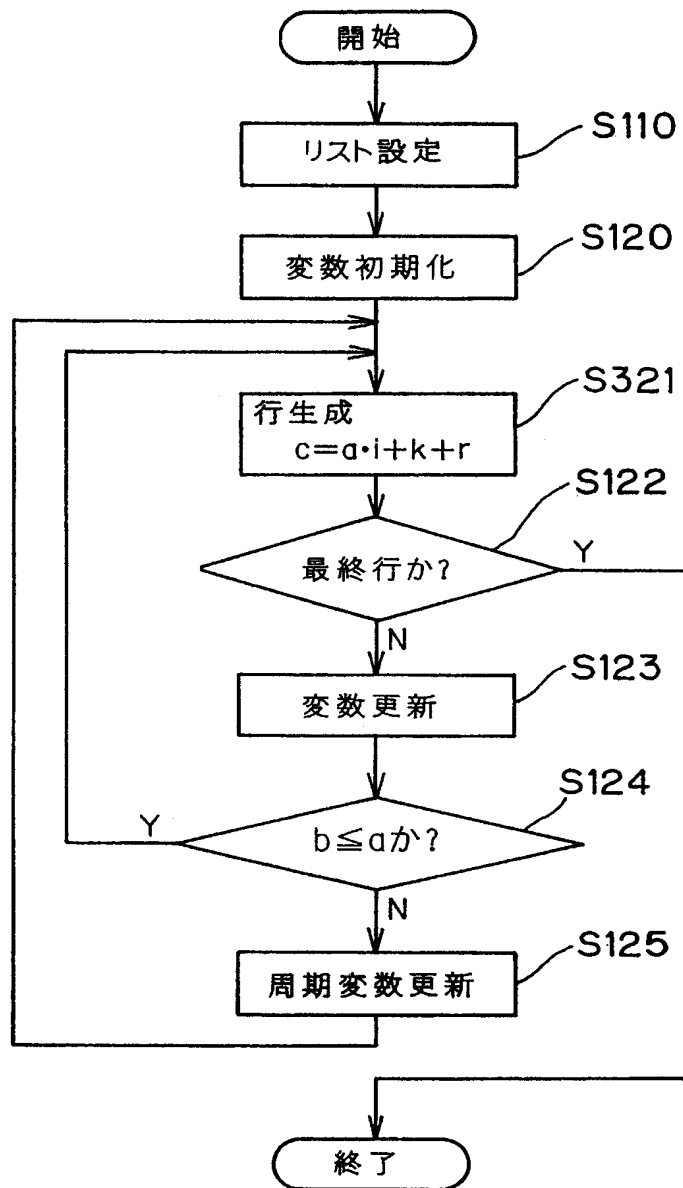 開始
S110
リスト設定
S120
変数初期化
S321
行生成
c=a·i+k+r
S122
最終行か?
Y
N
S123
変数更新
S124
Y
b≦aか?
N
S125
周期変数更新
終了